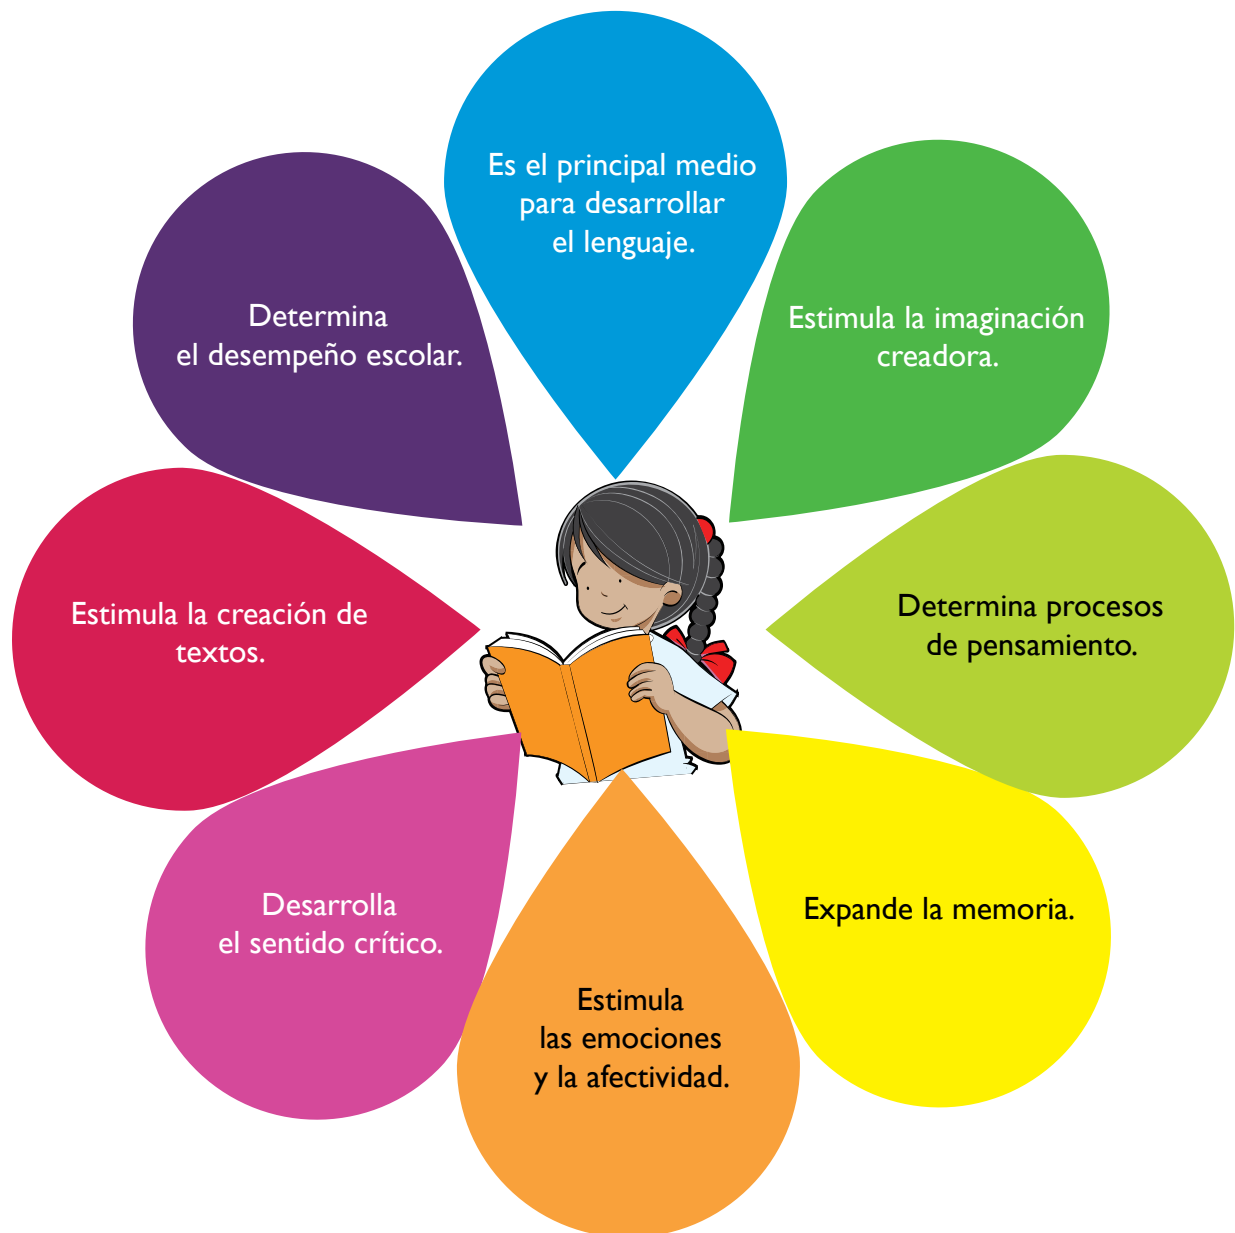 Es el principal medio
para desarrollar
el lenguaje.
Estimula la imaginación
creadora.
Determina procesos
de pensamiento.
Expande la memoria.
Estimula
las emociones
y la afectividad.
Desarrolla
el sentido crítico.
Estimula la creación de
textos.
Determina
el desempeño escolar.